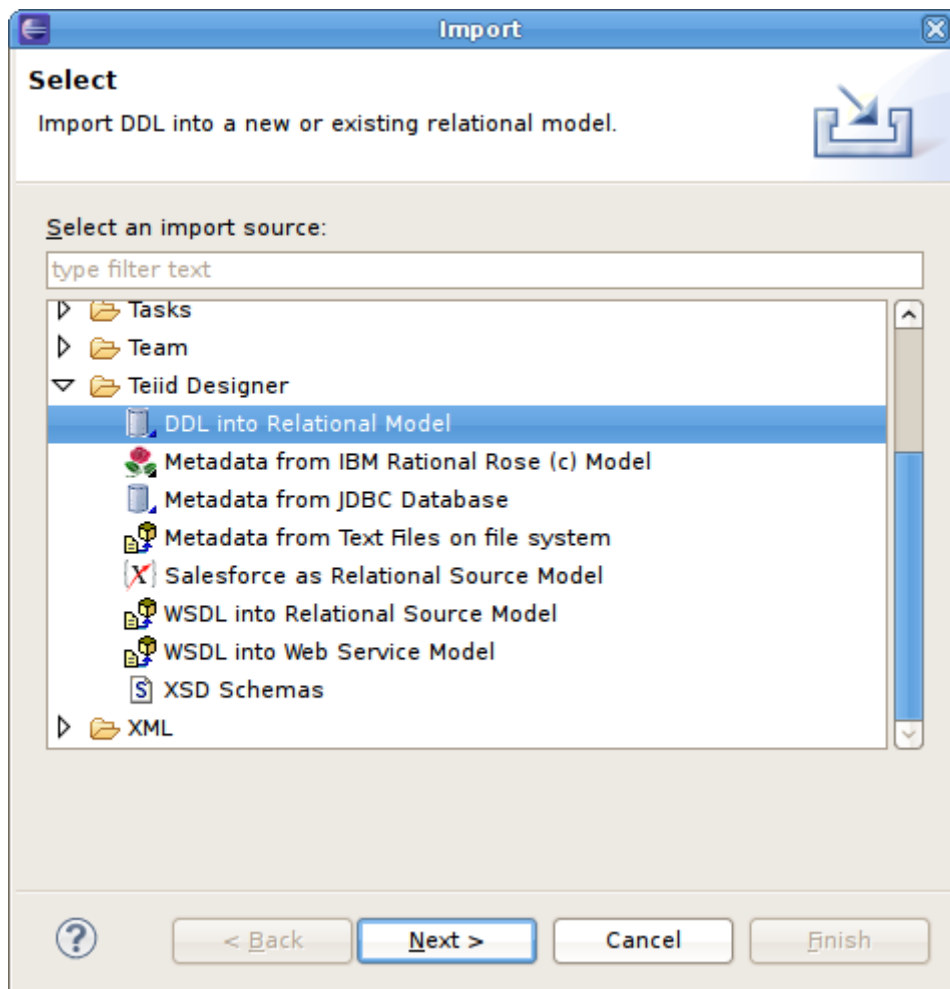 Import
Select
Import DDL into a new or existing relational model.
Select an import source:
type filter text
Tasks
Team
Teiid Designer
DDL into Relational Model
Metadata from IBM Rational Rose (c) Model
Metadata from JDBC Database
Metadata from Text Files on file system
Salesforce as Relational Source Model
WSDL into Relational Source Model
WSDL into Web Service Model
XSD Schemas
XML
< Back Next > Cancel Finish